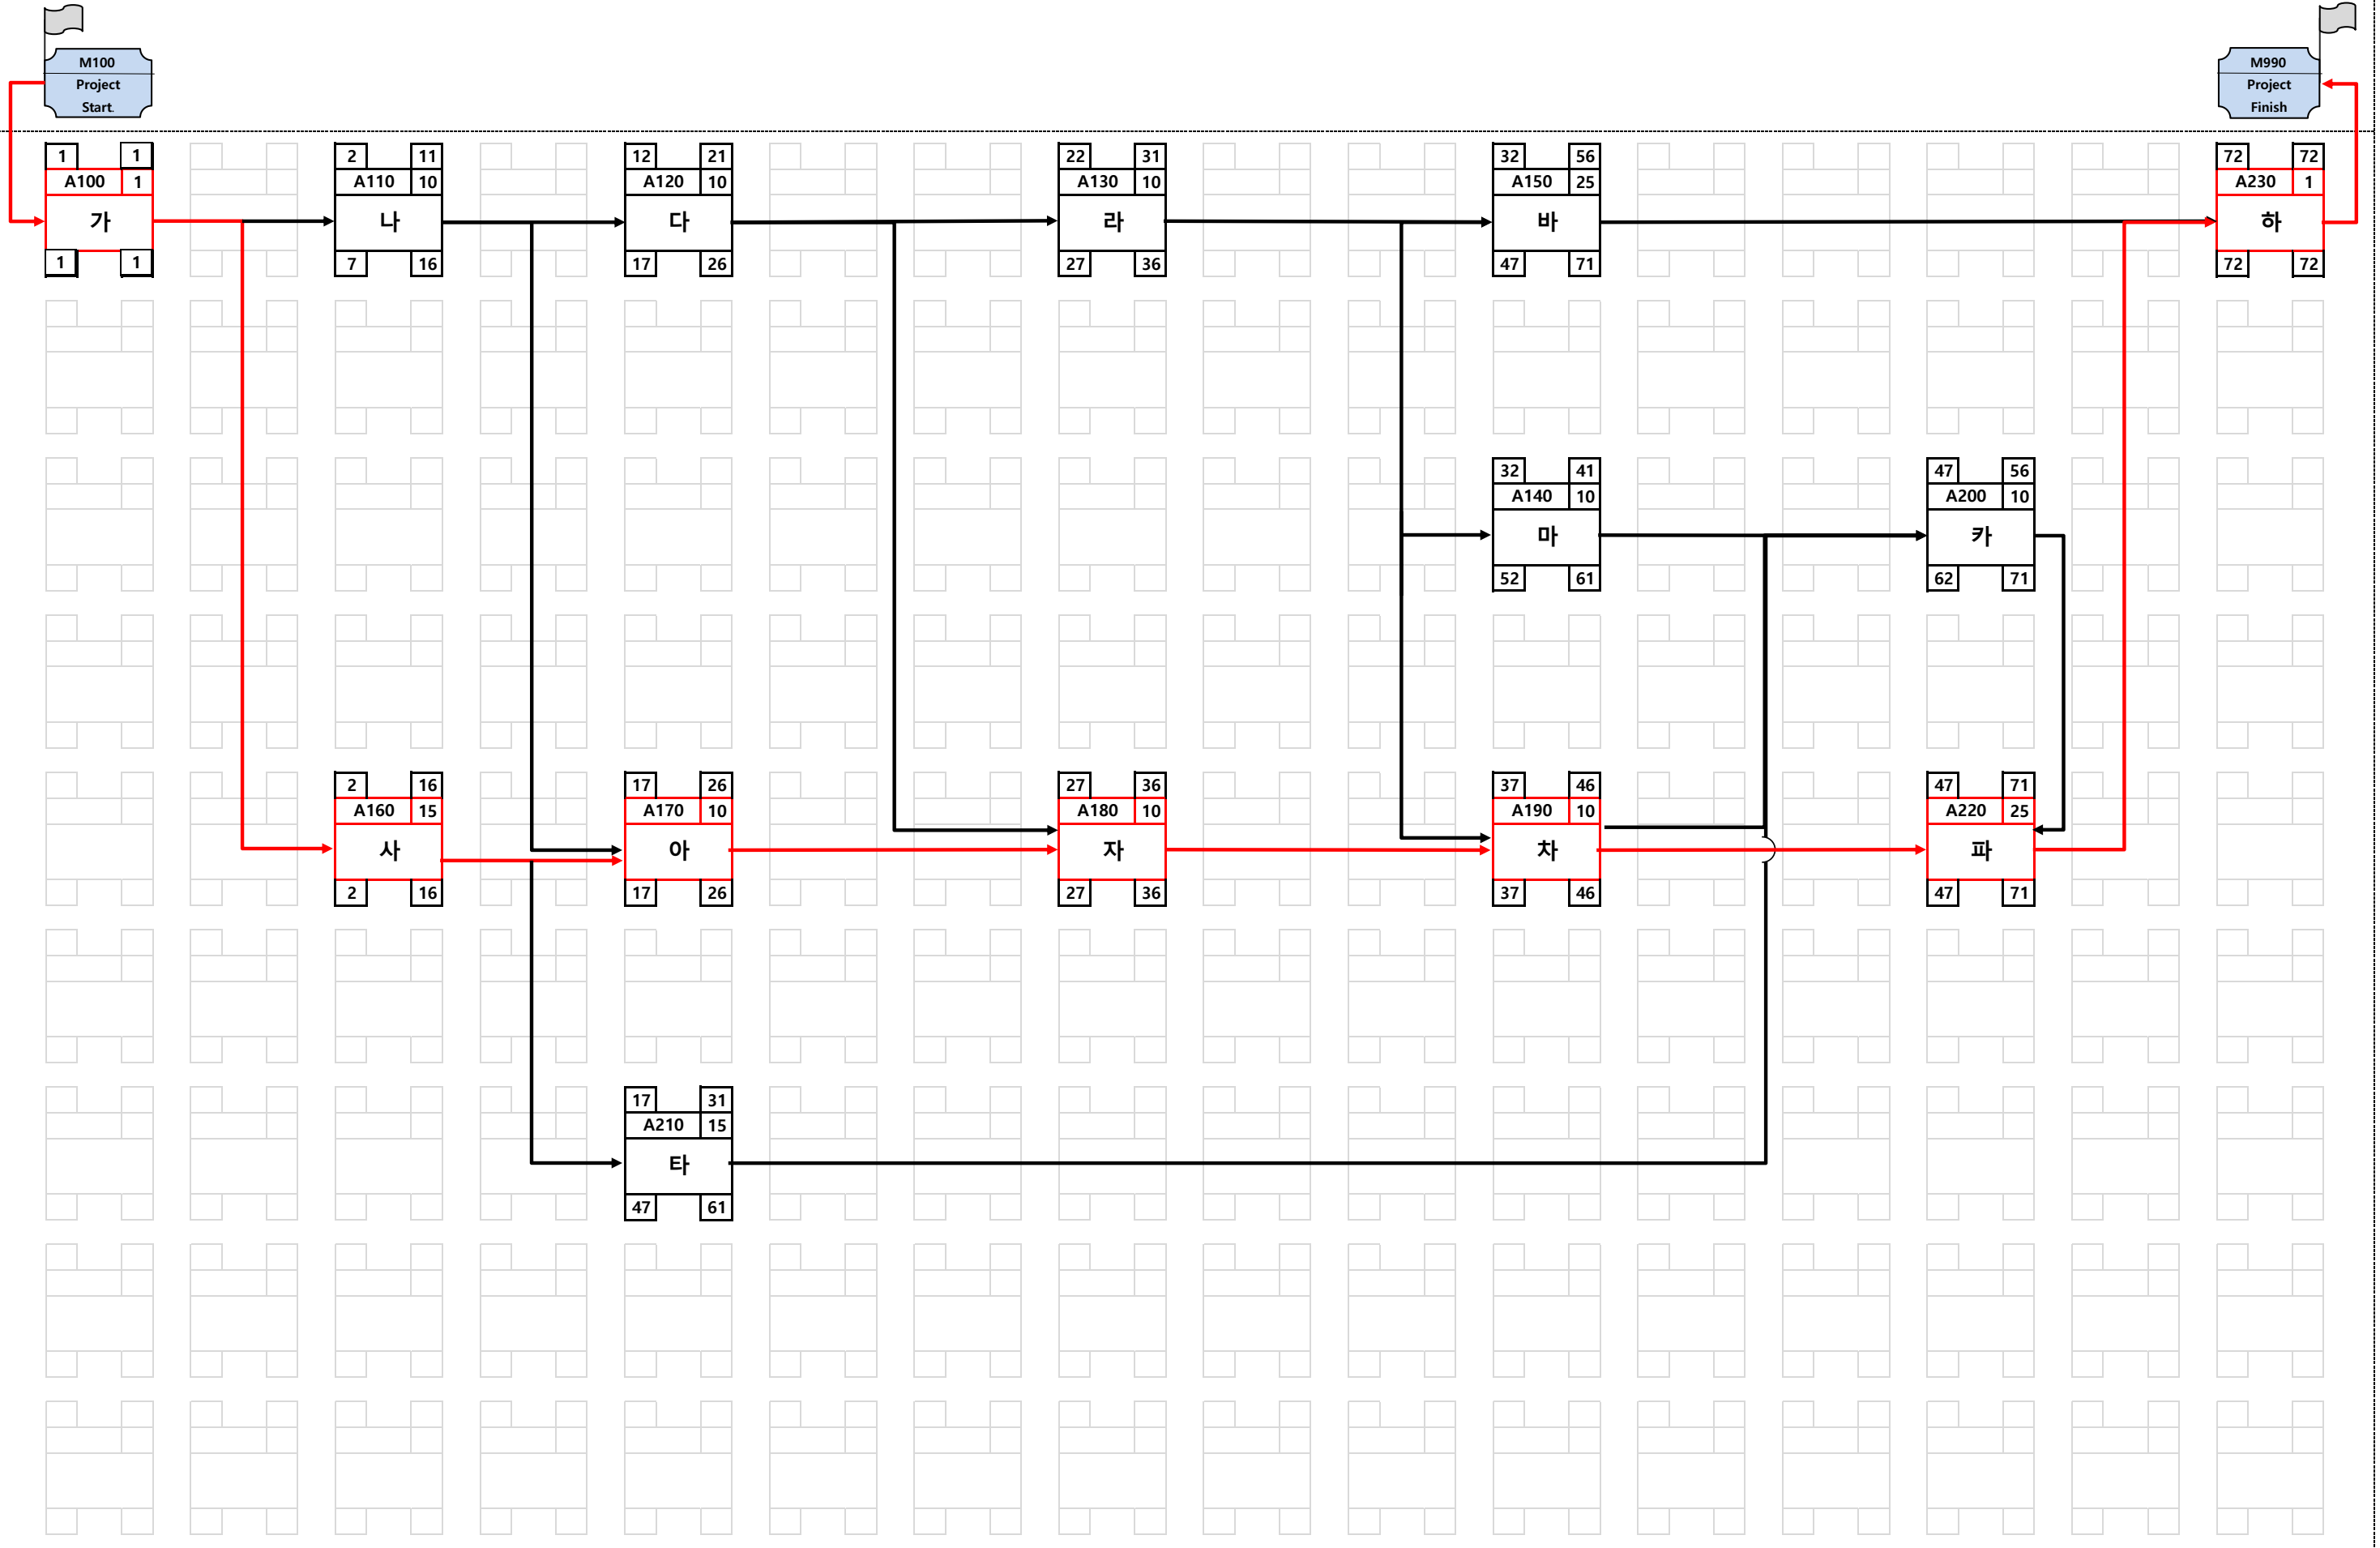 M100
Project
Start.
M990
Project
Finish
1 1
A100 1
가
1 1
2 11
A110 10
나
7 16
12 21
A120 10
다
17 26
22 31
A130 10
라
27 36
32 56
A150 25
바
47 71
72 72
A230 1
하
72 72
32 41
A140 10
마
52 61
47 56
A200 10
카
62 71
2 16
A160 15
사
2 16
17 26
A170 10
아
17 26
27 36
A180 10
자
27 36
37 46
A190 10
차
37 46
47 71
A220 25
파
47 71
17 31
A210 15
타
47 61